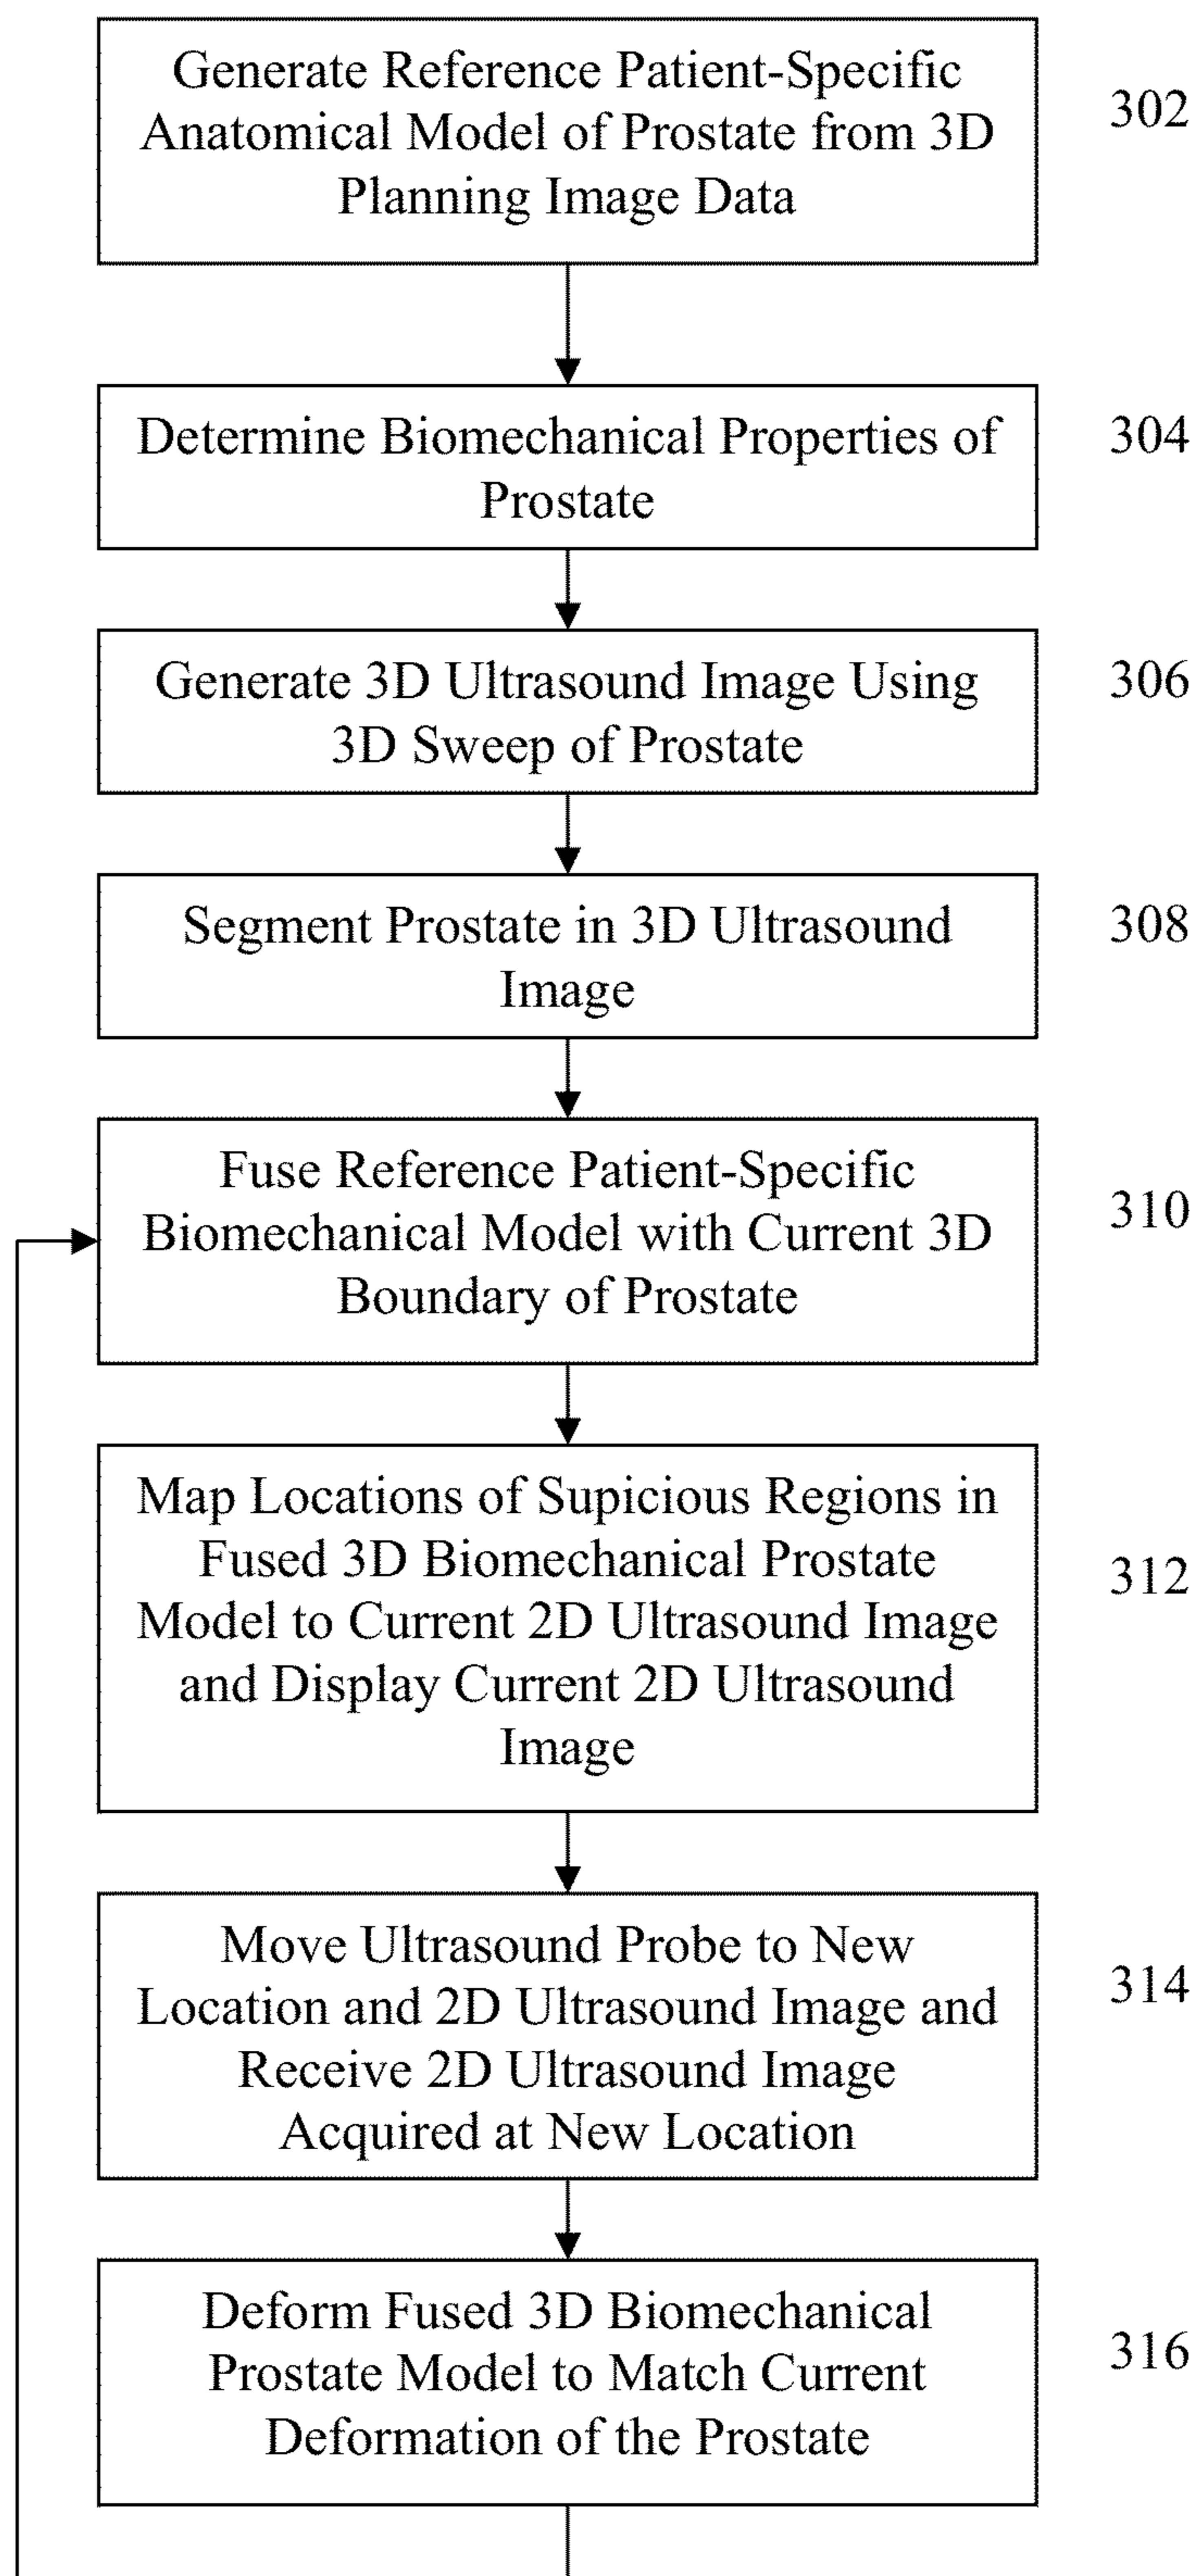 Generate Reference Patient-Specific
Anatomical Model of Prostate from 3D
Planning Image Data
302
Determine Biomechanical Properties of
Prostate
304
Generate 3D Ultrasound Image Using
3D Sweep of Prostate
306
Segment Prostate in 3D Ultrasound
Image
308
Fuse Reference Patient-Specific
Biomechanical Model with Current 3D
Boundary of Prostate
310
Map Locations of Supicious Regions in
Fused 3D Biomechanical Prostate
Model to Current 2D Ultrasound Image
and Display Current 2D Ultrasound
Image
312
Move Ultrasound Probe to New
Location and 2D Ultrasound Image and
Receive 2D Ultrasound Image
Acquired at New Location
314
Deform Fused 3D Biomechanical
Prostate Model to Match Current
Deformation of the Prostate
316